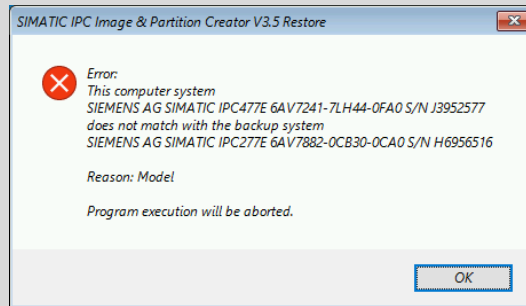 SIMATIC IPC Image & Partition Creator V3.5 Restore
Error:
This computer system
SIEMENS AG SIMATIC IPC477E 6AV7241-7LH44-0FA0 S/N J3952577
does not match with the backup system
SIEMENS AG SIMATIC IPC277E 6AV7882-0CB30-0CA0 S/N H6956516
Reason: Model
Program execution will be aborted.
OK